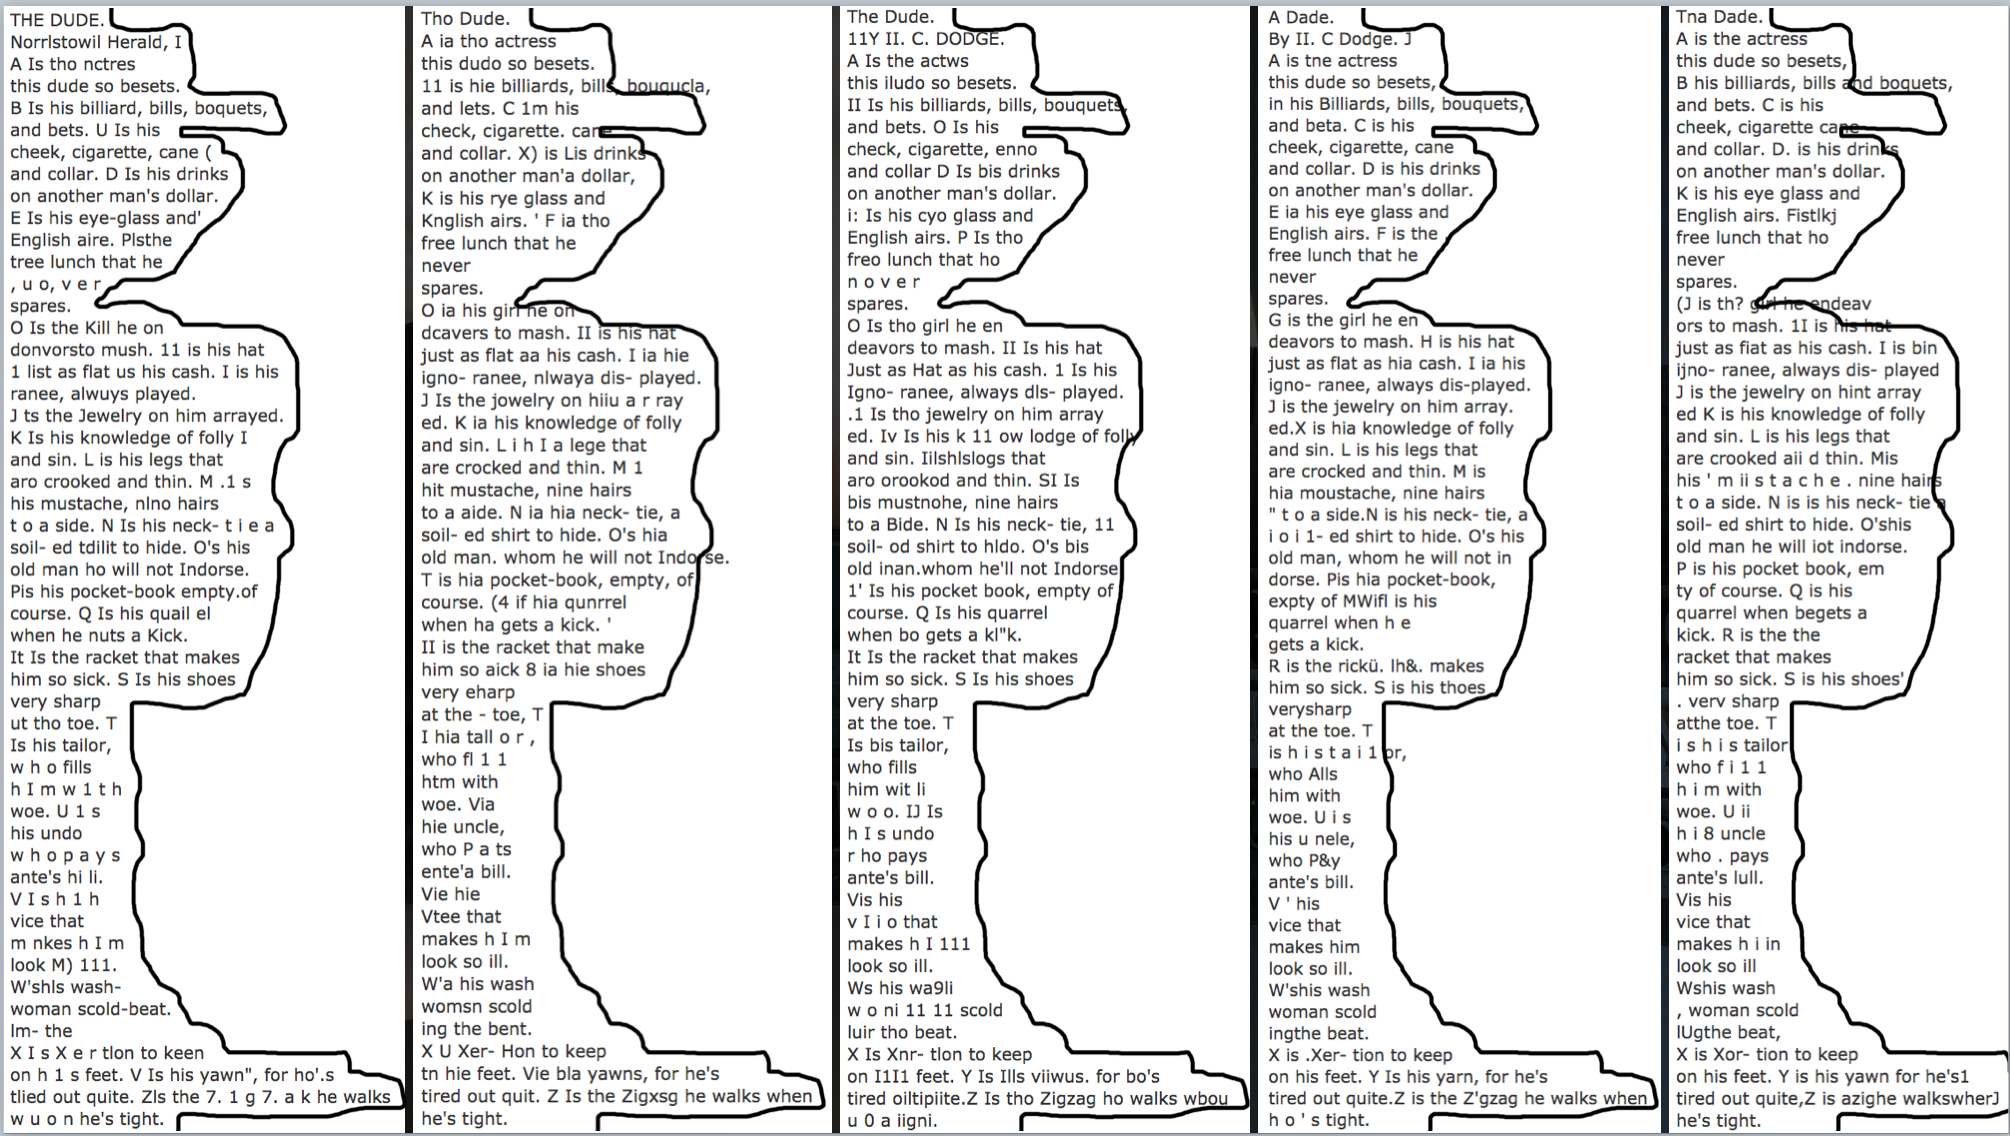 THE DUDE.
Norrlstowil Herald, I
A Is tho nctres
this dude so besets.
B Is his billiard, bills, boquets,
and bets. U Is his
cheek, cigarette, cane (
and collar. D Is his drinks
on another man's dollar.
E Is his eye-glass and'
English aire. Plsthe
tree lunch that he
, u o, v e r
spares.
O Is the Kill he on
donvorsto mush. 11 is his hat
1 list as flat us his cash. I is his
ranee, alwuys played.
J ts the Jewelry on him arrayed.
K Is his knowledge of folly I
and sin. L is his legs that
aro crooked and thin. M .1 s
his mustache, nlno hairs
t o a side. N Is his neck- t i e a
soil- ed tdilit to hide. O's his
old man ho will not Indorse.
Pis his pocket-book empty.of
course. Q Is his quail el
when he nuts a Kick.
It Is the racket that makes
him so sick. S Is his shoes
very sharp
ut tho toe. T
Is his tailor,
w h o fills
h I m w 1 t h
woe. U 1 s
his undo
w h o p a y s
ante's hi li.
V I s h 1 h
vice that
m nkes h I m
look M) 111.
W'shls wash-
woman scold-beat.
Im- the
X I s X e r tlon to keen
on h 1 s feet. V Is his yawn", for ho'.s
tlied out quite. Zls the 7. 1 g 7. a k he walks
w u o n he's tight.
Tho Dude.
A ia tho actress
this dudo so besets.
11 is hie billiards, bills, bouqucla,
and lets. C 1m his
check, cigarette. cane
and collar. X) is Lis drinks
on another man'a dollar,
K is his rye glass and
Knglish airs. ' F ia tho
free lunch that he
never
spares.
O ia his girl he on
dcavers to mash. II is his hat
just as flat aa his cash. I ia hie
igno- ranee, nlwaya dis- played.
J Is the jowelry on hiiu a r ray
ed. K ia his knowledge of folly
and sin. L i h I a lege that
are crocked and thin. M 1
hit mustache, nine hairs
to a aide. N ia hia neck- tie, a
soil- ed shirt to hide. O's hia
old man. whom he will not Indorse.
T is hia pocket-book, empty, of
course. (4 if hia qunrrel
when ha gets a kick. '
II is the racket that make
him so aick 8 ia hie shoes
very eharp
at the - toe, T
I hia tall o r ,
who fl 1 1
htm with
woe. Via
hie uncle,
who P a ts
ente'a bill.
Vie hie
Vtee that
makes h I m
look so ill.
W'a his wash
womsn scold
ing the bent.
X U Xer- Hon to keep
tn hie feet. Vie bla yawns, for he's
tired out quit. Z Is the Zigxsg he walks when
he's tight.
The Dude.
11Y II. C. DODGE.
A Is the actws
this iludo so besets.
II Is his billiards, bills, bouquets,
and bets. O Is his
check, cigarette, enno
and collar D Is bis drinks
on another man's dollar.
i: Is his cyo glass and
English airs. P Is tho
freo lunch that ho
n o v e r
spares.
O Is tho girl he en
deavors to mash. II Is his hat
Just as Hat as his cash. 1 Is his
Igno- ranee, always dls- played.
.1 Is tho jewelry on him array
ed. Iv Is his k 11 ow lodge of folly
and sin. Iilshlslogs that
aro orookod and thin. SI Is
bis mustnohe, nine hairs
to a Bide. N Is his neck- tie, 11
soil- od shirt to hldo. O's bis
old inan.whom he'll not Indorse
1' Is his pocket book, empty of
course. Q Is his quarrel
when bo gets a kl"k.
It Is the racket that makes
him so sick. S Is his shoes
very sharp
at the toe. T
Is bis tailor,
who fills
him wit li
w o o. IJ Is
h I s undo
r ho pays
ante's bill.
Vis his
v I i o that
makes h I 111
look so ill.
Ws his wa9li
w o ni 11 11 scold
luir tho beat.
X Is Xnr- tlon to keep
on I1I1 feet. Y Is Ills viiwus. for bo's
tired oiltipiite.Z Is tho Zigzag ho walks wbou
u 0 a iigni.
A Dade.
By II. C Dodge. J
A is tne actress
this dude so besets,
in his Billiards, bills, bouquets,
and beta. C is his
cheek, cigarette, cane
and collar. D is his drinks
on another man's dollar.
E ia his eye glass and
English airs. F is the
free lunch that he
never
spares.
G is the girl he en
deavors to mash. H is his hat
just as flat as hia cash. I ia his
igno- ranee, always dis-played.
J is the jewelry on him array.
ed.X is hia knowledge of folly
and sin. L is his legs that
are crocked and thin. M is
hia moustache, nine hairs
" t o a side.N is his neck- tie, a
i o i 1- ed shirt to hide. O's his
old man, whom he will not in
dorse. Pis hia pocket-book,
expty of MWifl is his
quarrel when h e
gets a kick.
R is the rickü. Ih&. makes
him so sick. S is his thoes
verysharp
at the toe. T
is h i s t a i 1 or,
who Alls
him with
woe. U i s
his u nele,
who P&y
ante's bill.
V ' his
vice that
makes him
look so ill.
W'shis wash
woman scold
ingthe beat.
X is .Xer- tion to keep
on his feet. Y Is his yarn, for he's
tired out quite.Z is the Z'gzag he walks when
h o ' s tight.
Tna Dade.
A is the actress
this dude so besets,
B his billiards, bills and boquets,
and bets. C is his
cheek, cigarette cane
and collar. D. is his drinks
on another man's dollar.
K is his eye glass and
English airs. Fistlkj
free lunch that ho
never
spares.
(J is th? girl he endeav
ors to mash. 1I is his hat
just as fiat as his cash. I is bin
ijno- ranee, always dis- played
J is the jewelry on hint array
ed K is his knowledge of folly
and sin. L is his legs that
are crooked aii d thin. Mis
his ' m ii s t a c h e . nine hairs
t o a side. N is is his neck- tie a
soil- ed shirt to hide. O'shis
old man he will iot indorse.
P is his pocket book, em
ty of course. Q is his
quarrel when begets a
kick. R is the the
racket that makes
him so sick. S is his shoes'
. verv sharp
atthe toe. T
i s h i s tailor
who f i 1 1
h i m with
woe. U ii
h i 8 uncle
who . pays
ante's lull.
Vis his
vice that
makes h i in
look so ill
Wshis wash
, woman scold
lUgthe beat,
X is Xor- tion to keep
on his feet. Y is his yawn for he's1
tired out quite,Z is azighe walkswherJ
he's tight.